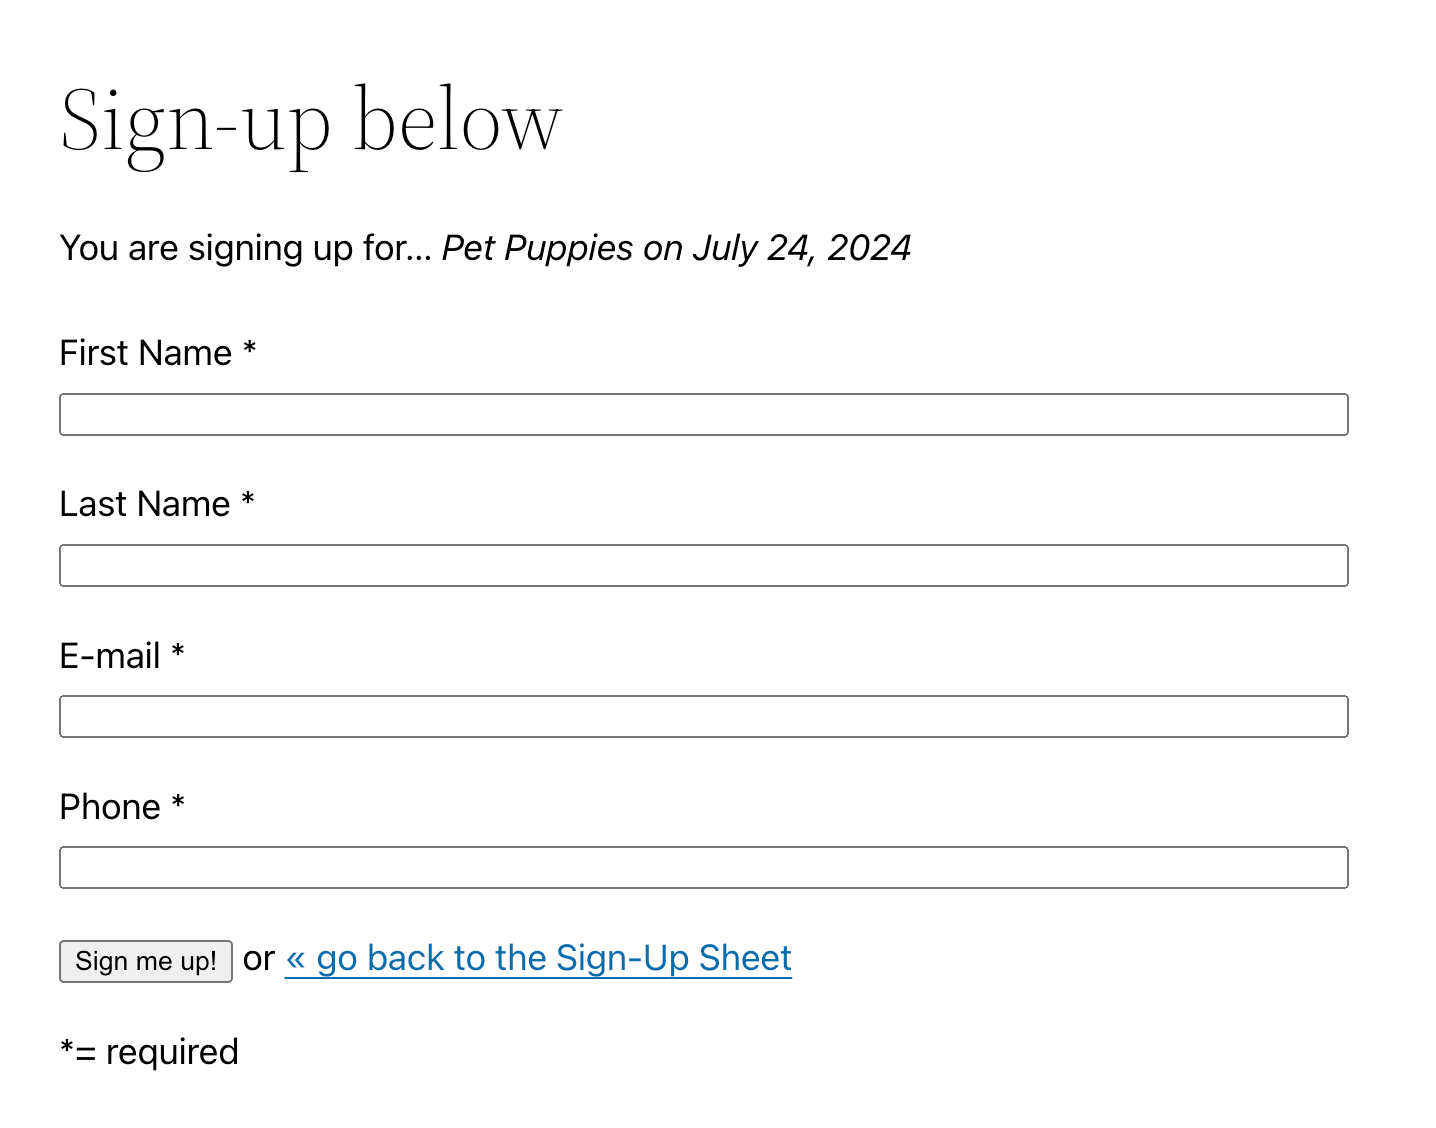 Sign-up below
You are signing up for... Pet Puppies on July 24, 2024
First Name *
Last Name *
E-mail *
Phone *
Sign me up! or « go back to the Sign-Up Sheet
*= required